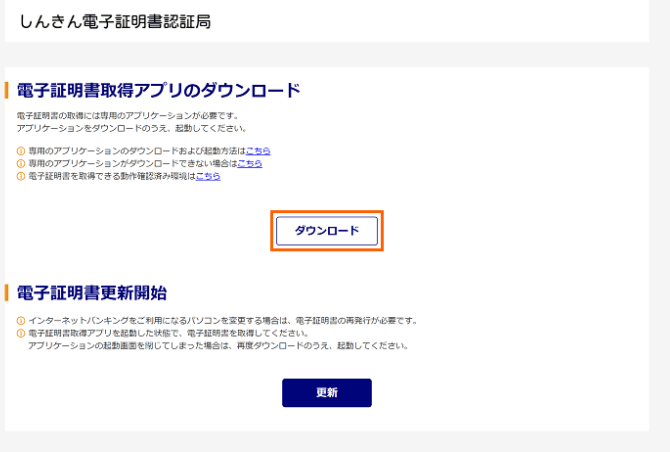 しんきん電子証明書認証局
電子証明書取得アプリのダウンロード
電子証明書の取得には専用のアプリケーションが必要です。
アプリケーションをダウンロードのうえ、起動してください。
専用のアプリケーションのダウンロードおよび起動方法はこちら
専用のアプリケーションがダウンロードできない場合はこちら
電子証明書を取得できる動作確認済み環境はこちら
ダウンロード
電子証明書更新開始
インターネットバンキングをご利用になるパソコンを変更する場合は、電子証明書の再発行が必要です。
電子証明書取得アプリを起動した状態で、電子証明書を取得してください。
アプリケーションの起動画面を閉じてしまった場合は、再度ダウンロードのうえ、起動してください。
更新